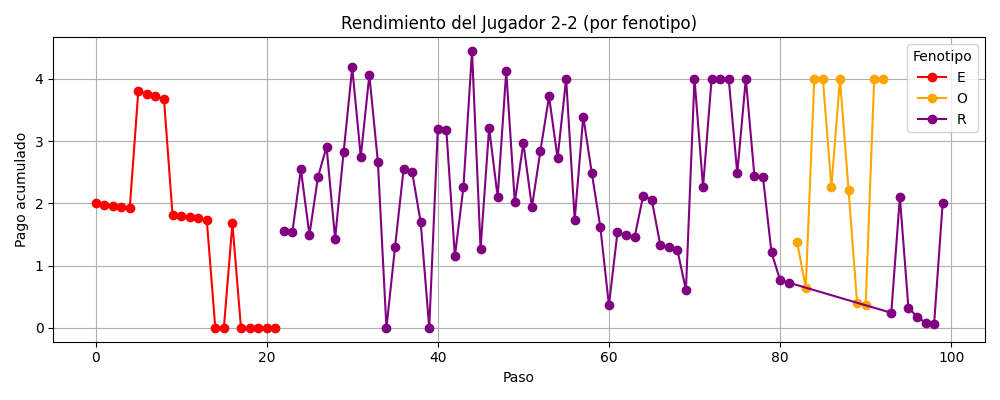 Rendimiento del Jugador 2-2 (por fenotipo)
Pago acumulado
4
3
2
1
0
0
20
40
60
80
100
Paso
Fenotipo
E
O
R